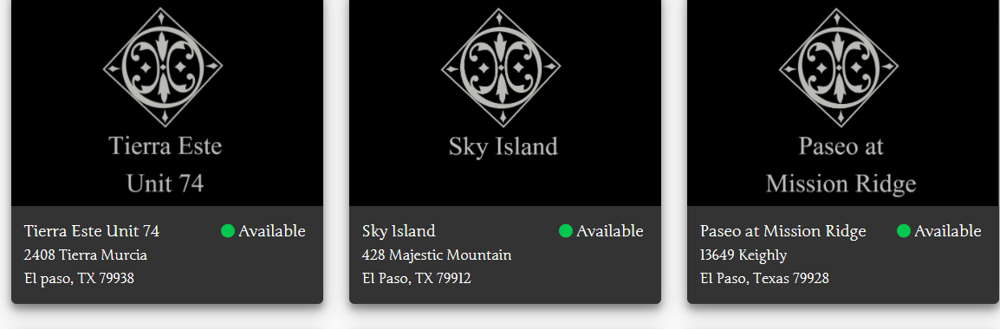 Tierra Este
Unit 74
Sky Island
Paseo at
Mission Ridge
Tierra Este Unit 74
Available
2408 Tierra Murcia
El paso, TX 79938
Sky Island
Available
428 Majestic Mountain
El Paso, TX 79912
Paseo at Mission Ridge
Available
13649 Keighly
El Paso, Texas 79928